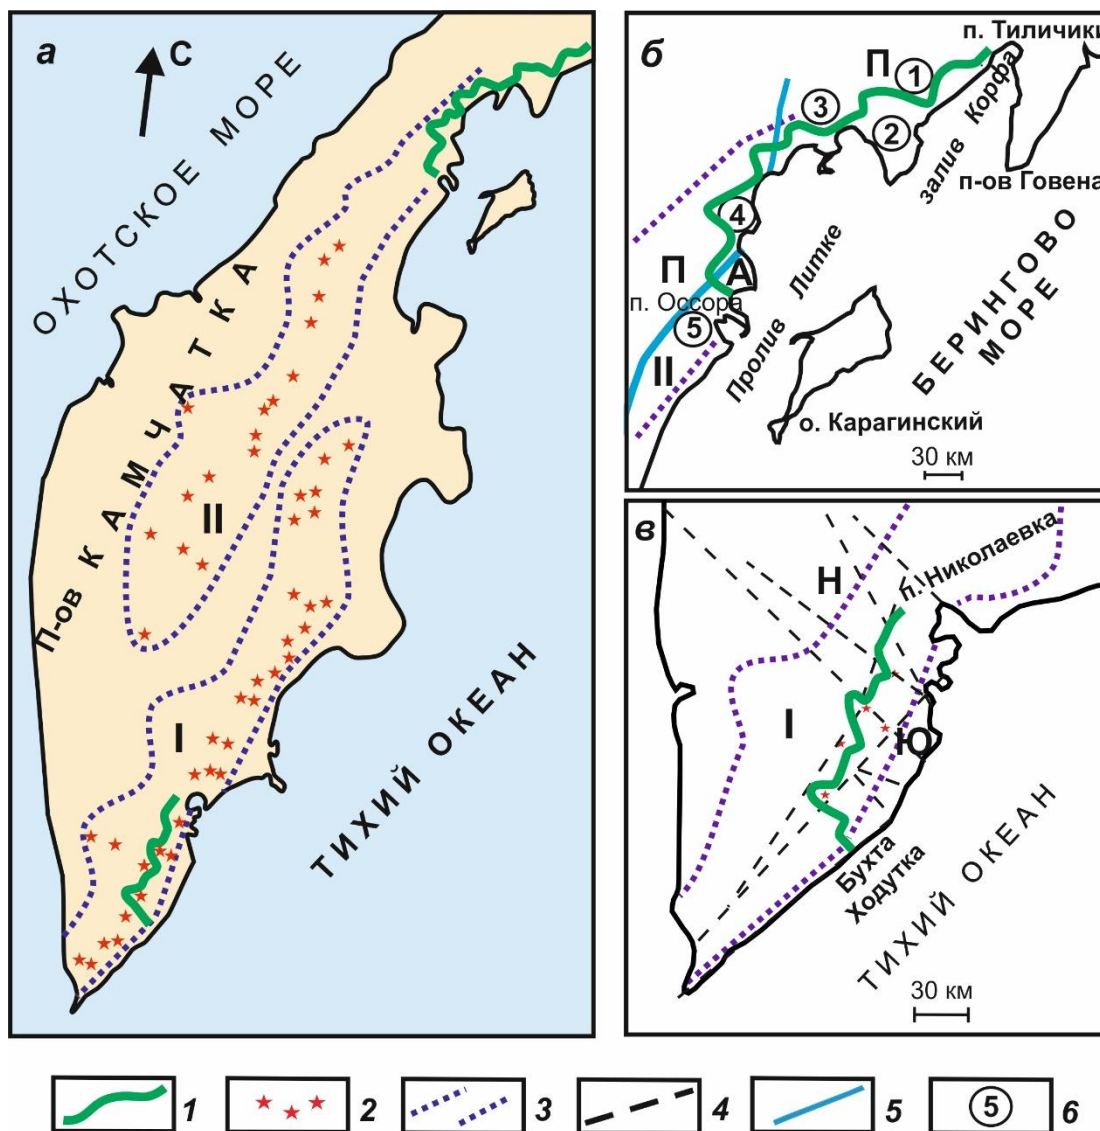 а
С
ОХОТСКОЕ МОРЕ
П-ов КАМЧАТКА
II
I
ТИХИЙ ОКЕАН
б
п. Тиличики
П
1
3
2
залив Корфа
п-ов Говена
4
П
А
п. Оссора
5
II
Пролив Литке
БЕРИНГОВО
МОРЕ
о. Карагинский
30 км
в
Н
п. Николаевка
I
Ю
Бухта
Ходутка
ТИХИЙ ОКЕАН
30 км
1
2
3
4
5
5 6